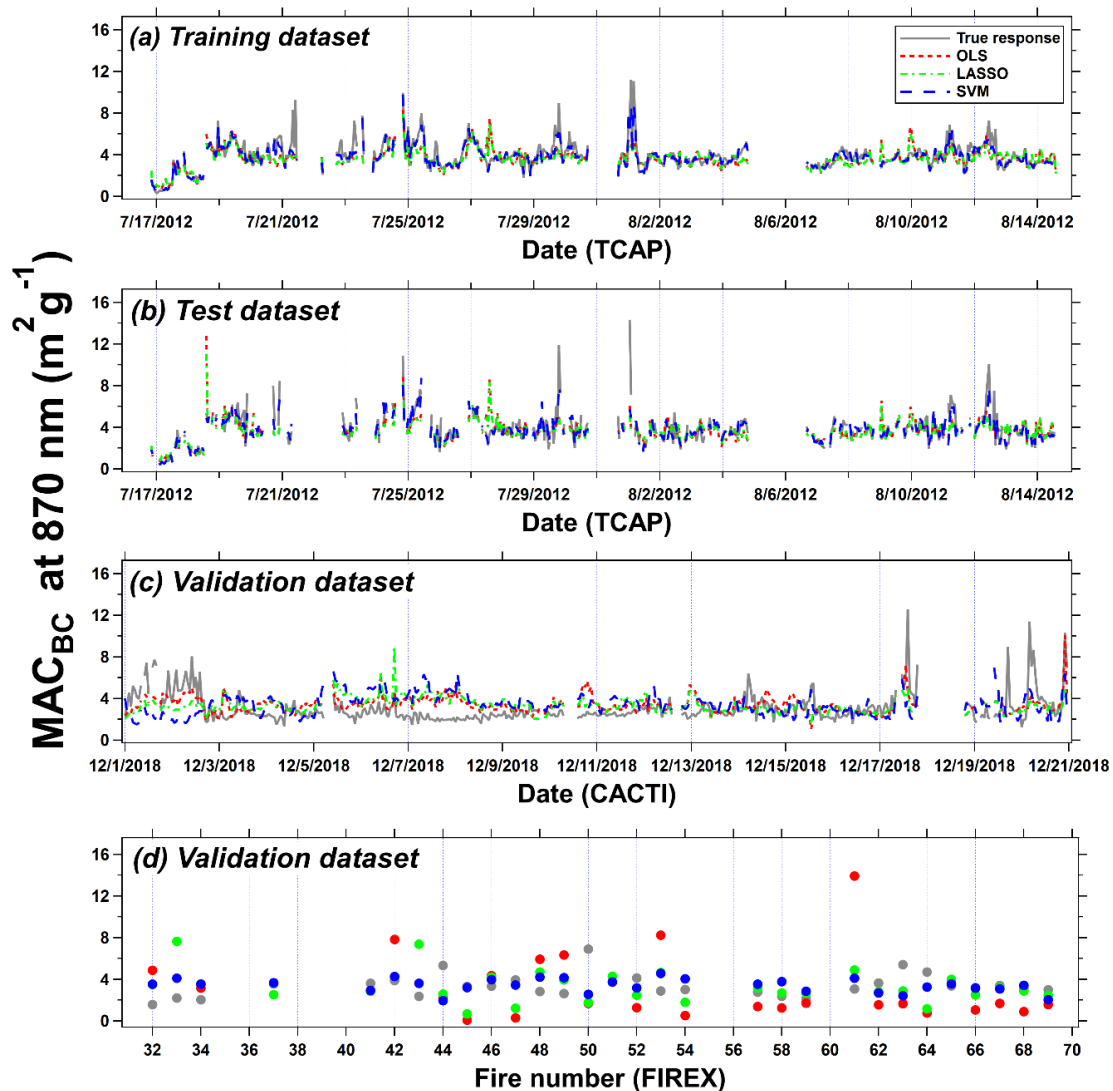 MAC_BC at 870 nm (m^2 g^-1)
(a) Training dataset
True response
OLS
LASSO
SVM
16
12
8
4
0
7/17/2012 7/21/2012 7/25/2012 7/29/2012 8/2/2012 8/6/2012 8/10/2012 8/14/2012
Date (TCAP)
(b) Test dataset
16
12
8
4
0
7/17/2012 7/21/2012 7/25/2012 7/29/2012 8/2/2012 8/6/2012 8/10/2012 8/14/2012
Date (TCAP)
(c) Validation dataset
16
12
8
4
0
12/1/2018 12/3/2018 12/5/2018 12/7/2018 12/9/2018 12/11/2018 12/13/2018 12/15/2018 12/17/2018 12/19/2018 12/21/2018
Date (CACTI)
(d) Validation dataset
16
12
8
4
0
32 34 36 38 40 42 44 46 48 50 52 54 56 58 60 62 64 66 68 70
Fire number (FIREX)